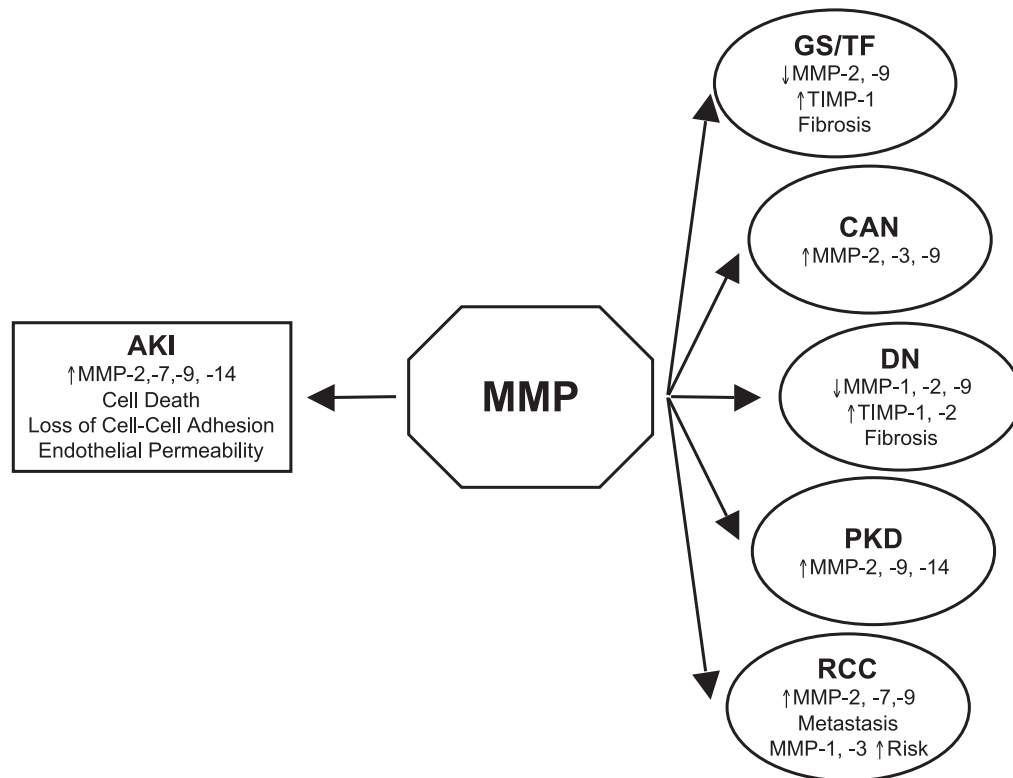 GS/TF
↓MMP-2, -9
↑TIMP-1
Fibrosis
CAN
↑MMP-2, -3, -9
AKI
↑MMP-2,-7,-9, -14
Cell Death
Loss of Cell-Cell Adhesion
Endothelial Permeability
MMP
DN
↓MMP-1, -2, -9
↑TIMP-1, -2
Fibrosis
PKD
↑MMP-2, -9, -14
RCC
↑MMP-2, -7,-9
Metastasis
MMP-1, -3 ↑Risk